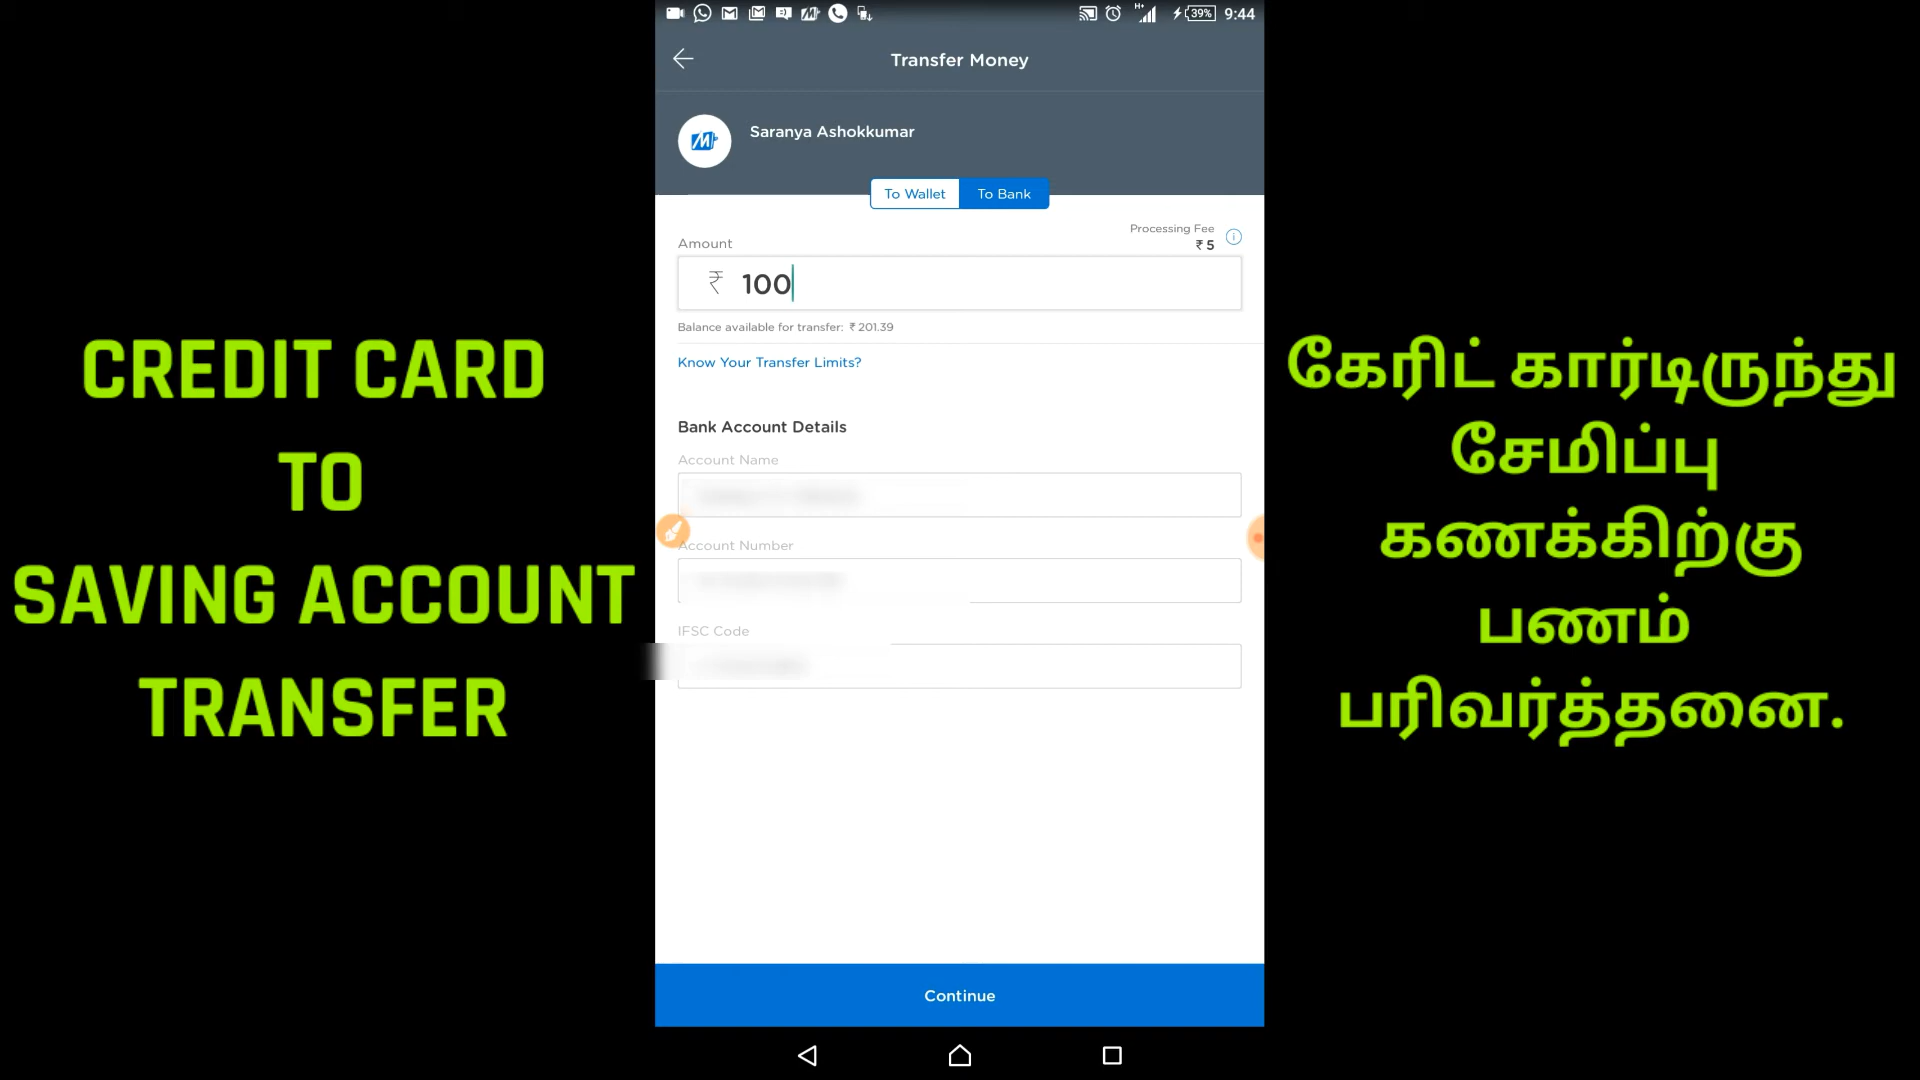 39% 9:44
Transfer Money
Saranya Ashokkumar
To Wallet To Bank
Processing Fee
₹ 5
Amount
₹ 100
Balance available for transfer: ₹ 201.39
Know Your Transfer Limits?
Bank Account Details
Account Name
Account Number
IFSC Code
Continue
CREDIT CARD
TO
SAVING ACCOUNT
TRANSFER
கேரிட் கார்டிருந்து
சேமிப்பு
கணக்கிற்கு
பணம்
பரிவர்த்தனை.